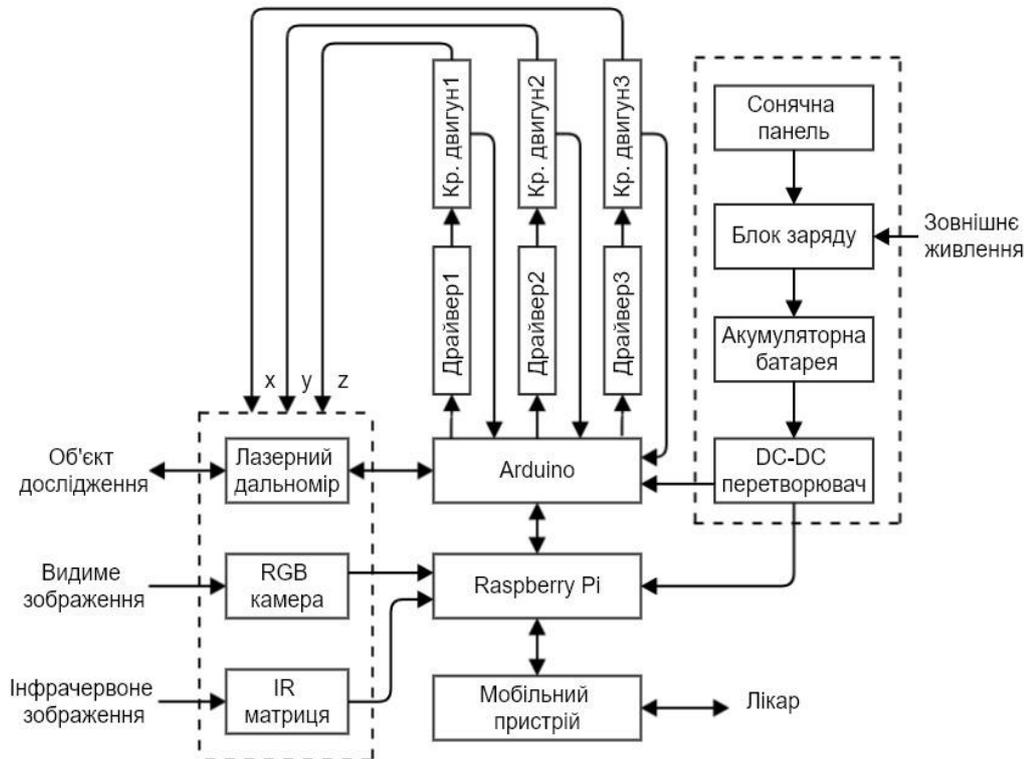 Кр. двигун1
Кр. двигун2
Кр. двигун3
Драйвер1
Драйвер2
Драйвер3
Сонячна
панель
Блок заряду
Зовнішнє
живлення
Акумуляторна
батарея
DC-DC
перетворювач
x y z
Об'єкт
дослідження
Лазерний
дальномір
Arduino
Видиме
зображення
RGB
камера
Raspberry Pi
Інфрачервоне
зображення
IR
матриця
Мобільний
пристрій
Лікар